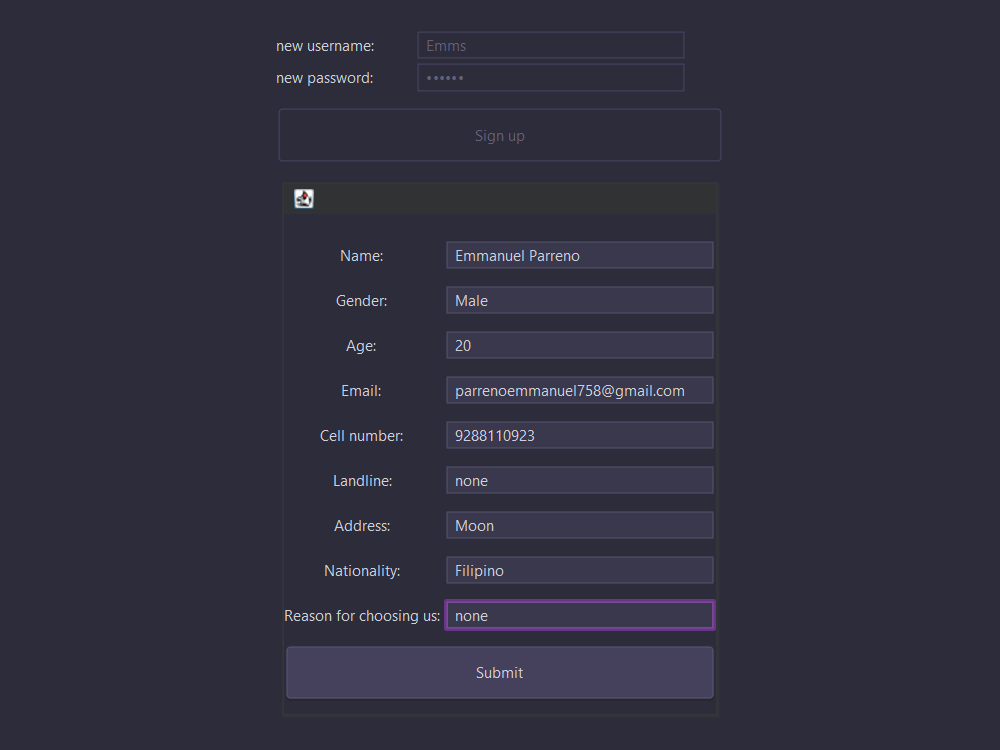 new username: Emms
new password: ••••••
Sign up
Name: Emmanuel Parreno
Gender: Male
Age: 20
Email: parrenoemmanuel758@gmail.com
Cell number: 9288110923
Landline: none
Address: Moon
Nationality: Filipino
Reason for choosing us: none
Submit